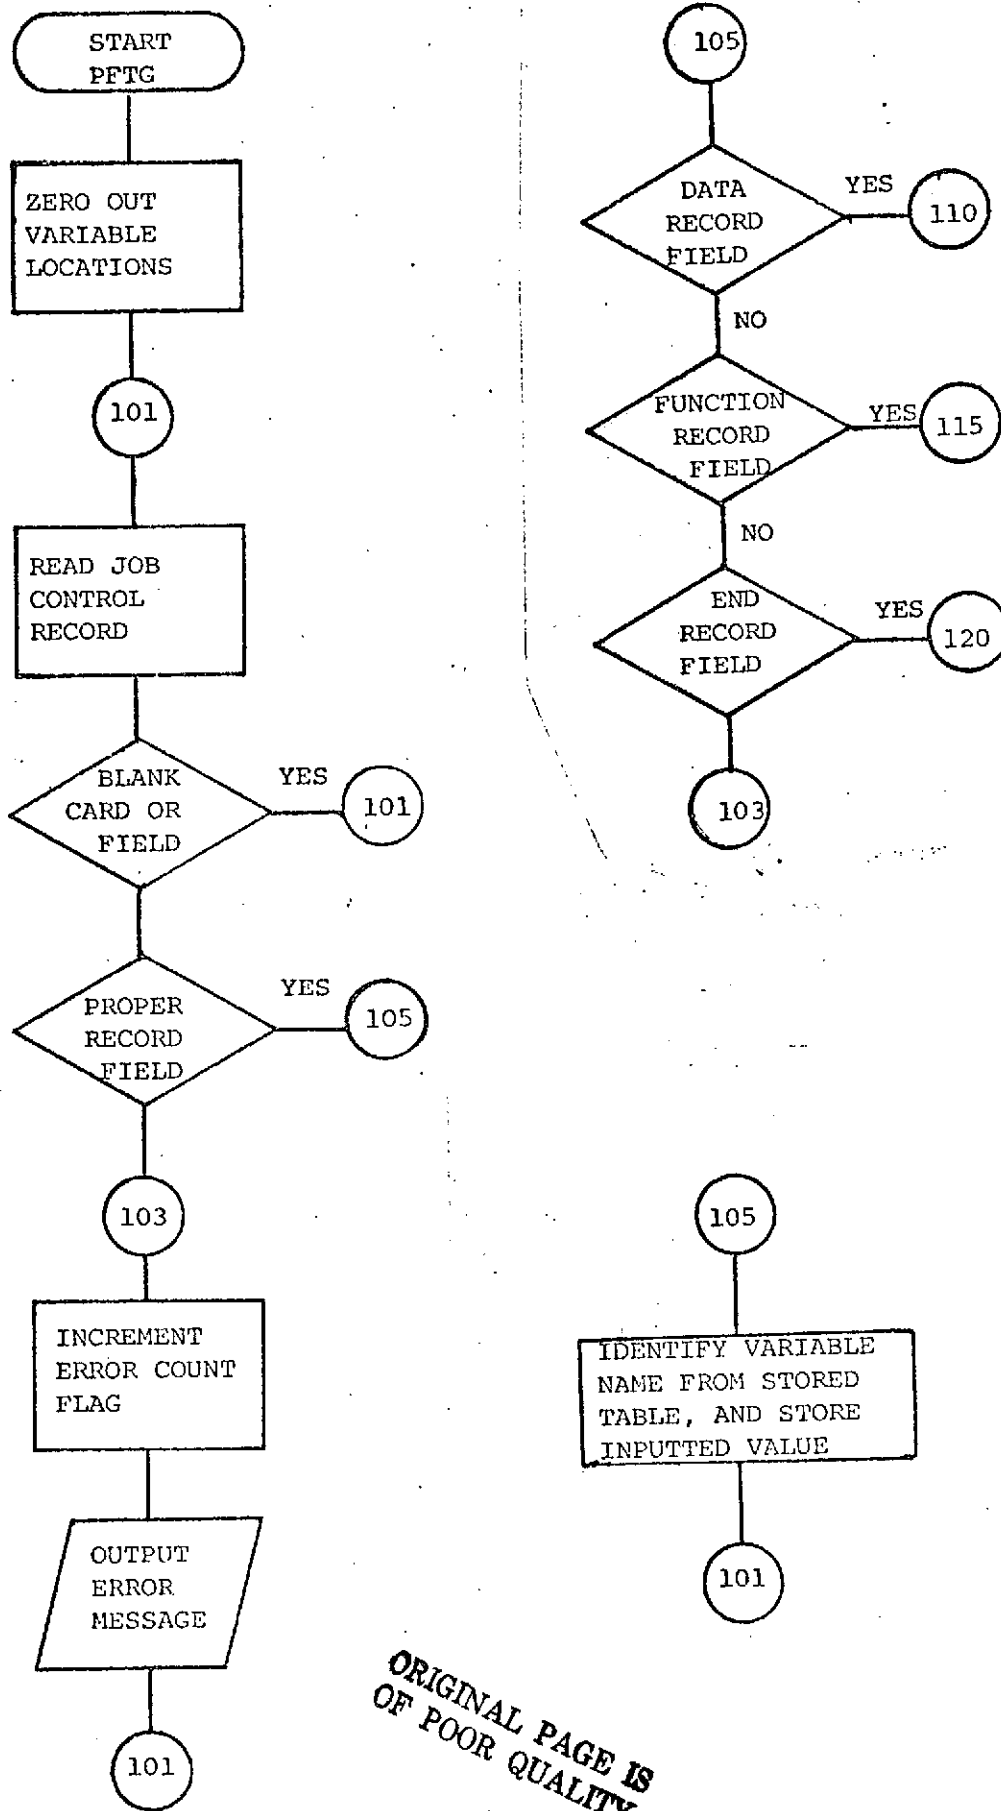 START
PFTG
ZERO OUT
VARIABLE
LOCATIONS
101
READ JOB
CONTROL
RECORD
BLANK
CARD OR
FIELD
YES
101
PROPER
RECORD
FIELD
YES
105
103
INCREMENT
ERROR COUNT
FLAG
OUTPUT
ERROR
MESSAGE
101
105
DATA
RECORD
FIELD
YES
110
NO
FUNCTION
RECORD
FIELD
YES
115
NO
END
RECORD
FIELD
YES
120
103
105
IDENTIFY VARIABLE
NAME FROM STORED
TABLE, AND STORE
INPUTTED VALUE
101
ORIGINAL PAGE IS
OF POOR QUALITY